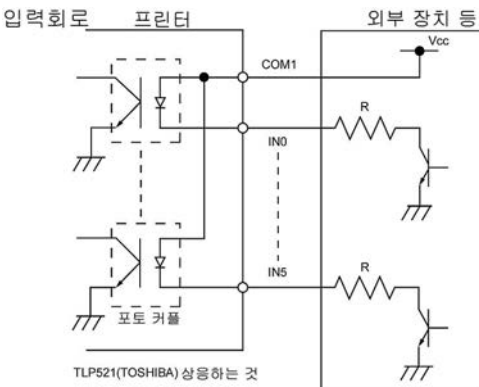 입력회로 프린터 외부 장치 등
Vcc
COM1
R
IN0
IN5
R
포토 커플
TLP521(TOSHIBA) 상응하는 것